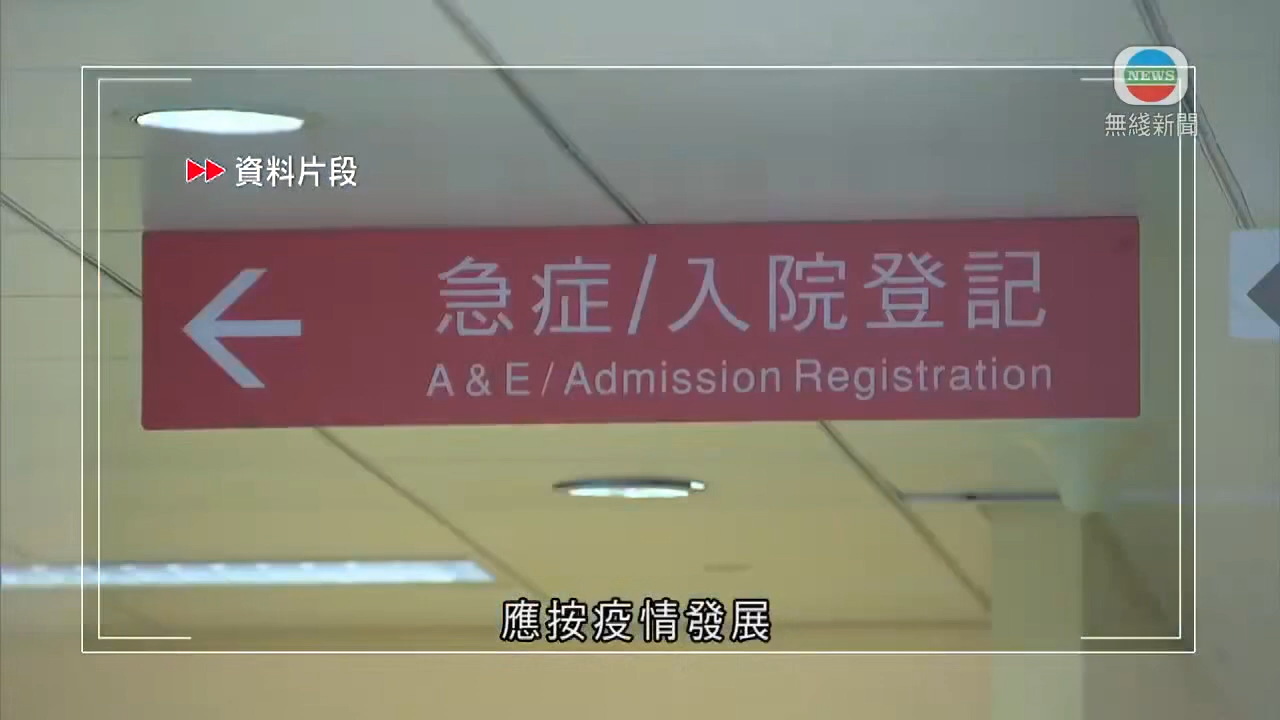 NEWS
無綫新聞
資料片段
急症/入院登記
A & E / Admission Registration
應按疫情發展